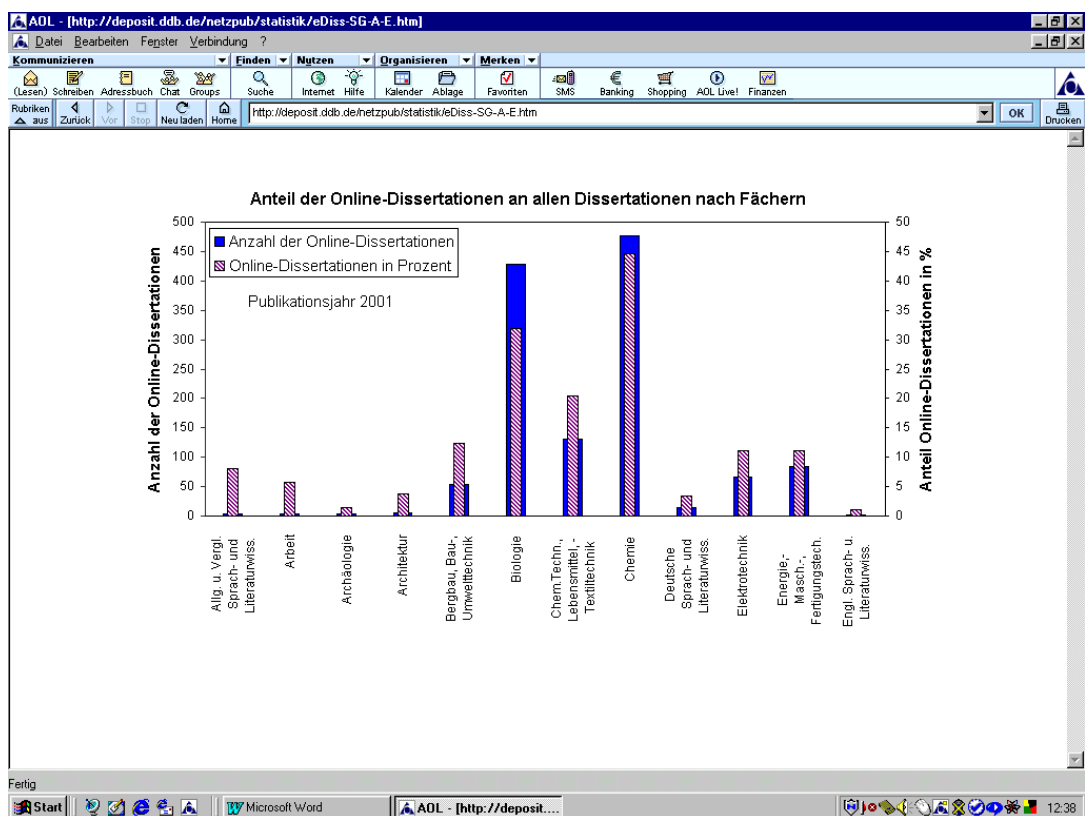 AOL - [http://deposit.ddb.de/netzpub/statistik/eDiss-SG-A-E.htm]
Datei Bearbeiten Fenster Verbindung ?
Kommunizieren Finden Nutzen Organisieren Merken
(Lesen) Schreiben Adressbuch Chat Groups Suche Internet Hilfe Kalender Ablage Favoriten SMS Banking Shopping AOL Live! Finanzen
Rubriken
aus Zurück Vor Stop Neu laden Home http://deposit.ddb.de/netzpub/statistik/eDiss-SG-A-E.htm OK Drucken
Anteil der Online-Dissertationen an allen Dissertationen nach Fächern
Anzahl der Online-Dissertationen
Online-Dissertationen in Prozent
Publikationsjahr 2001
Anzahl der Online-Dissertationen
500
450
400
350
300
250
200
150
100
50
0
50
45
40
35
30
25
20
15
10
5
0
Anteil Online-Dissertationen in %
Allg. u. Vergl.
Sprach- und
Literaturwiss.
Arbeit
Archäologie
Architektur
Bergbau, Bau-,
Umwelttechnik
Biologie
Chem.Techn.,
Lebensmittel,-
Textiltechnik
Chemie
Deutsche
Sprach- und
Literaturwiss.
Elektrotechnik
Energie,-
Masch.-,
Fertigungstech.
Engl. Sprach- u.
Literaturwiss.
Fertig
Start Microsoft Word AOL - [http://deposit.... 12:38